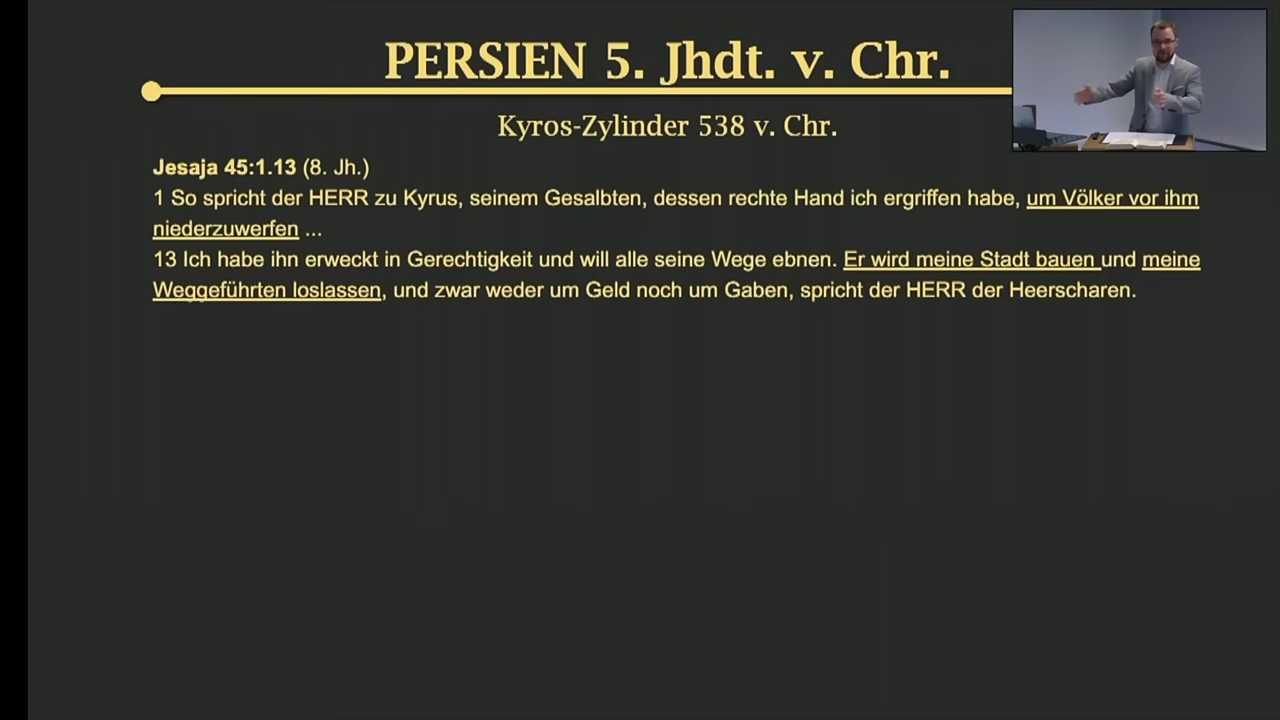 PERSIEN 5. Jhdt. v. Chr.
Kyros-Zylinder 538 v. Chr.
Jesaja 45:1.13 (8. Jh.)
1 So spricht der HERR zu Kyrus, seinem Gesalbten, dessen rechte Hand ich ergriffen habe, um Völker vor ihm
niederzuwerfen ...
13 Ich habe ihn erweckt in Gerechtigkeit und will alle seine Wege ebnen. Er wird meine Stadt bauen und meine
Weggeführten loslassen, und zwar weder um Geld noch um Gaben, spricht der HERR der Heerscharen.